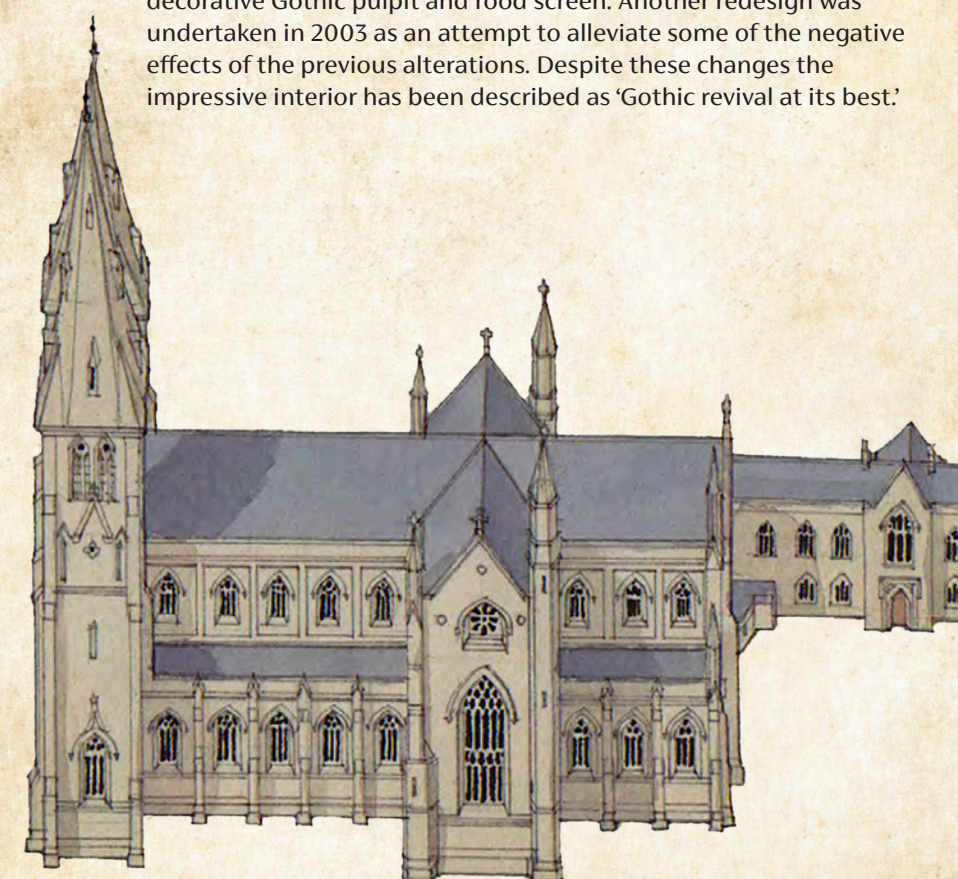 decorative Gothic pulpit and rood screen. Another redesign was
undertaken in 2003 as an attempt to alleviate some of the negative
effects of the previous alterations. Despite these changes the
impressive interior has been described as ‘Gothic revival at its best.’